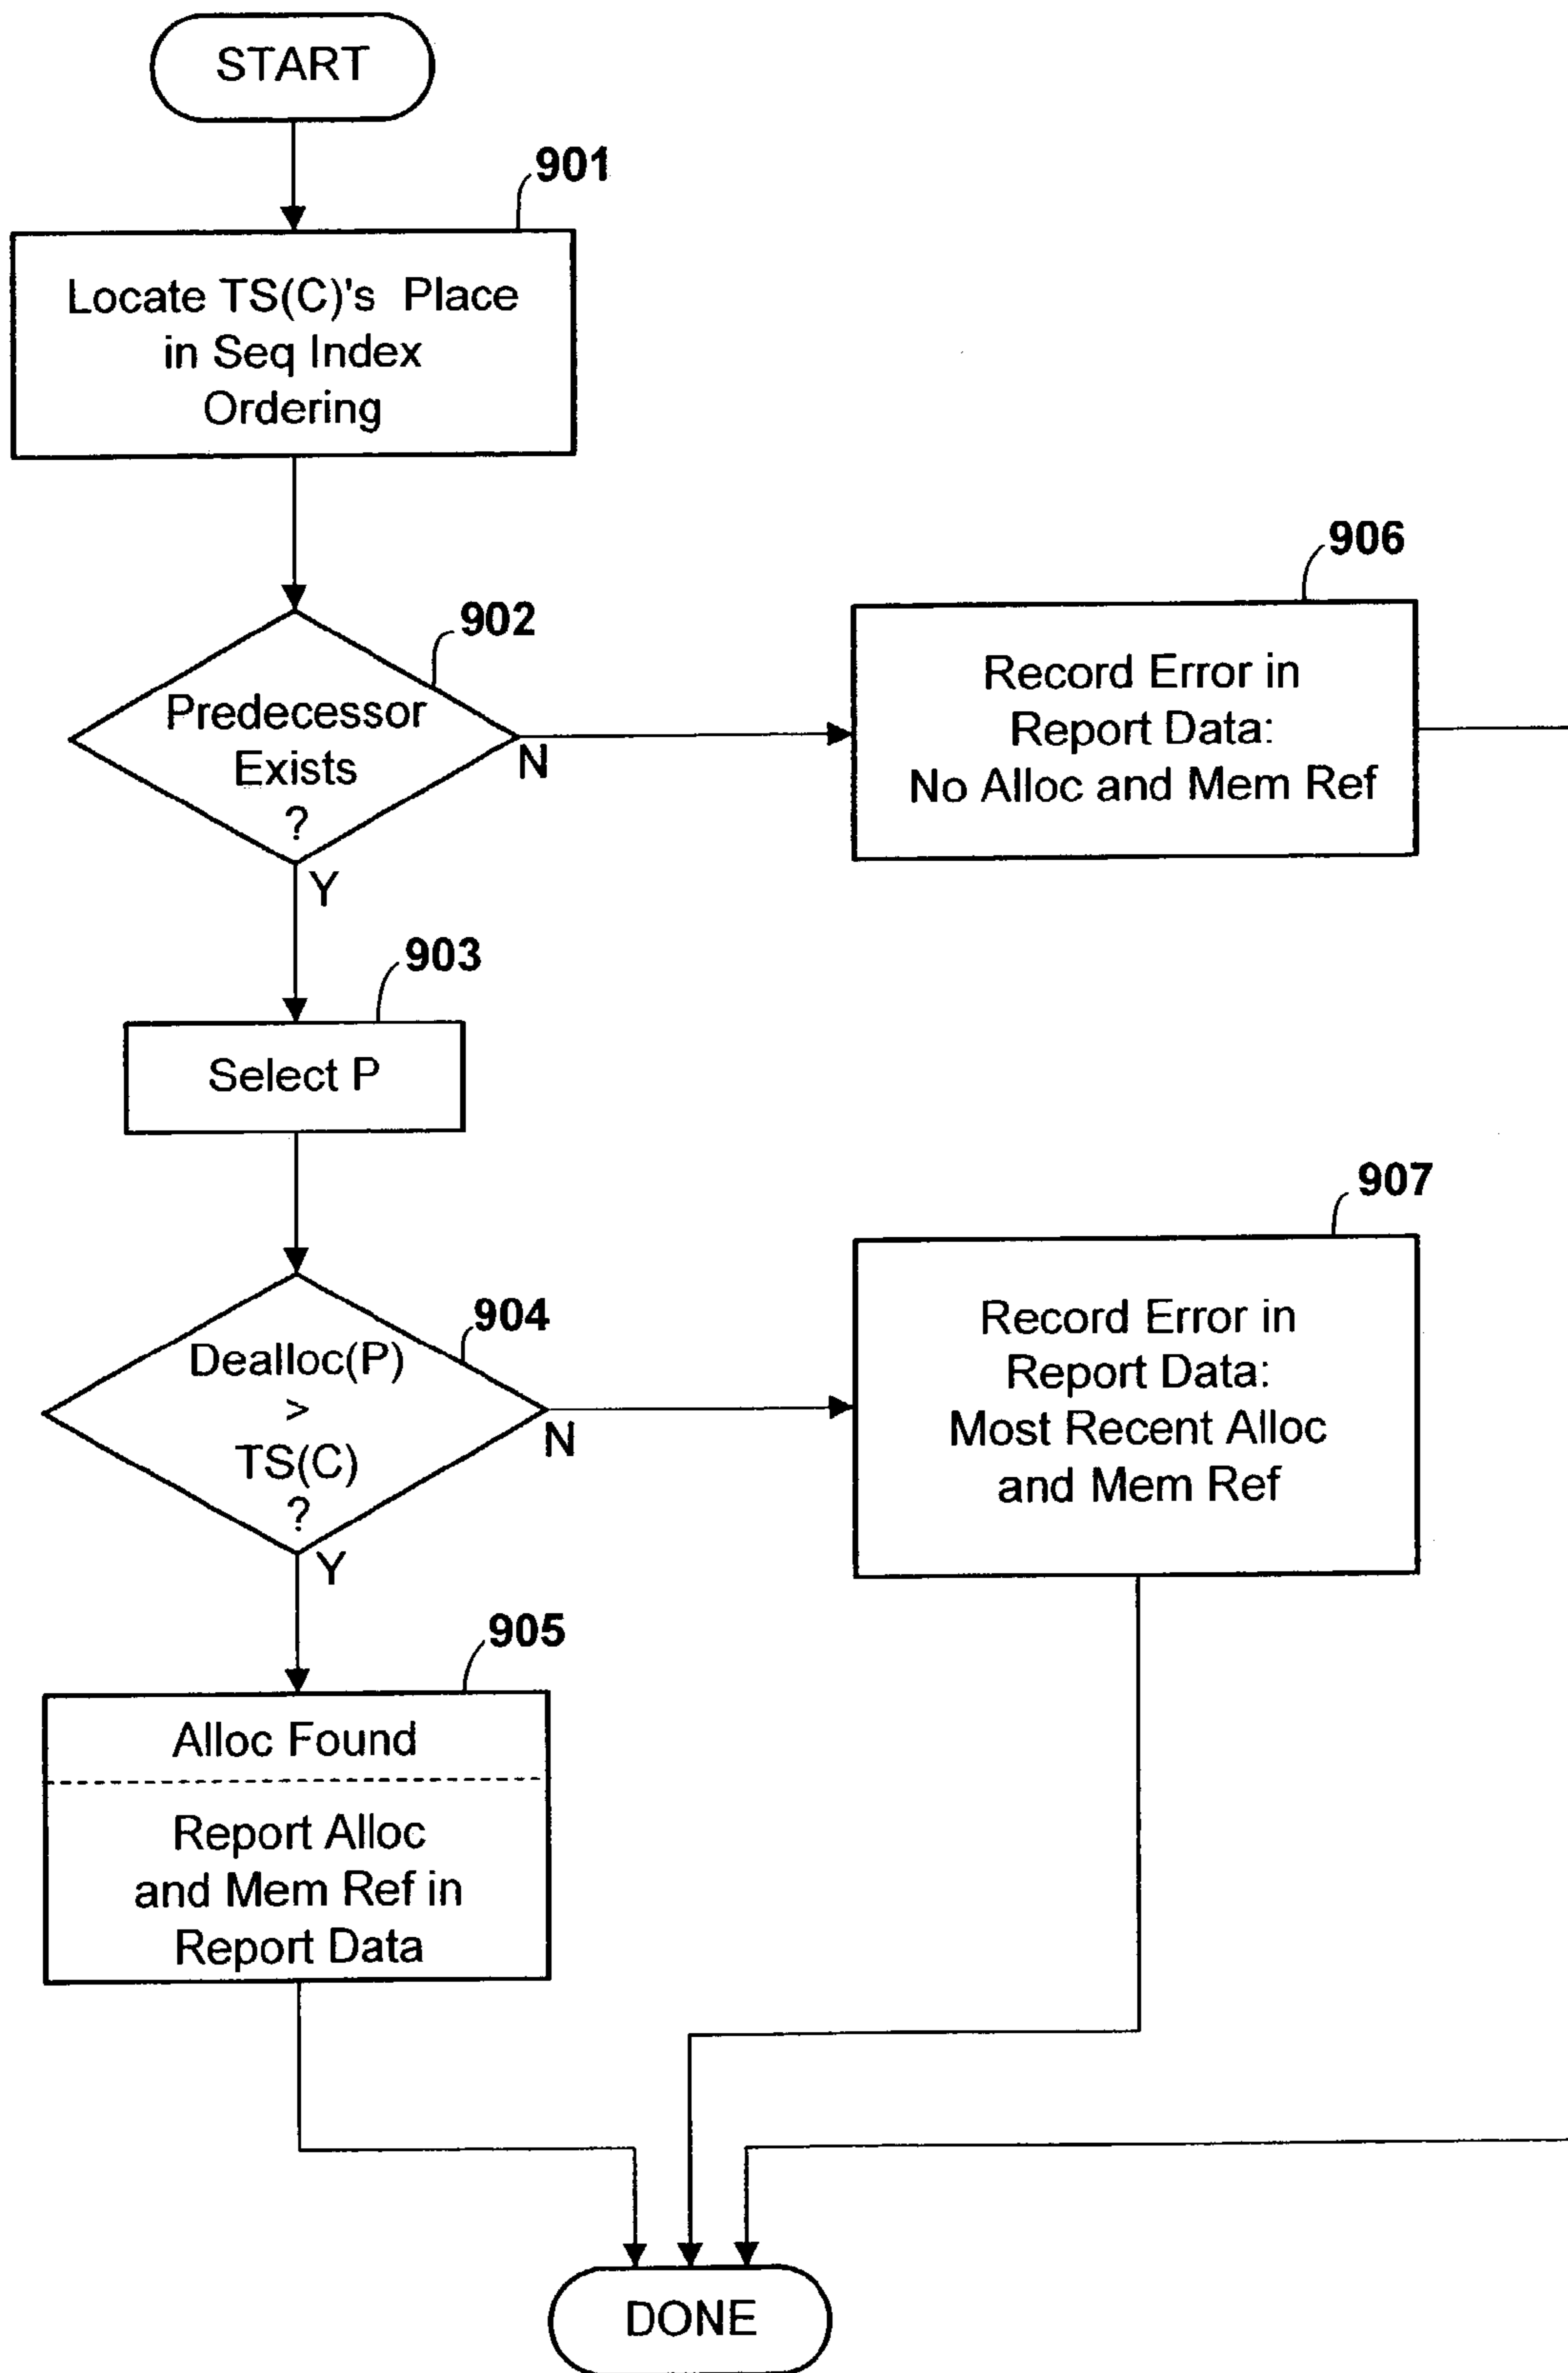 START
901
Locate TS(C)'s Place
in Seq Index
Ordering
902
Predecessor
Exists
?
N
Y
906
Record Error in
Report Data:
No Alloc and Mem Ref
903
Select P
904
Dealloc(P)
>
TS(C)
?
N
Y
907
Record Error in
Report Data:
Most Recent Alloc
and Mem Ref
905
Alloc Found
Report Alloc
and Mem Ref in
Report Data
DONE